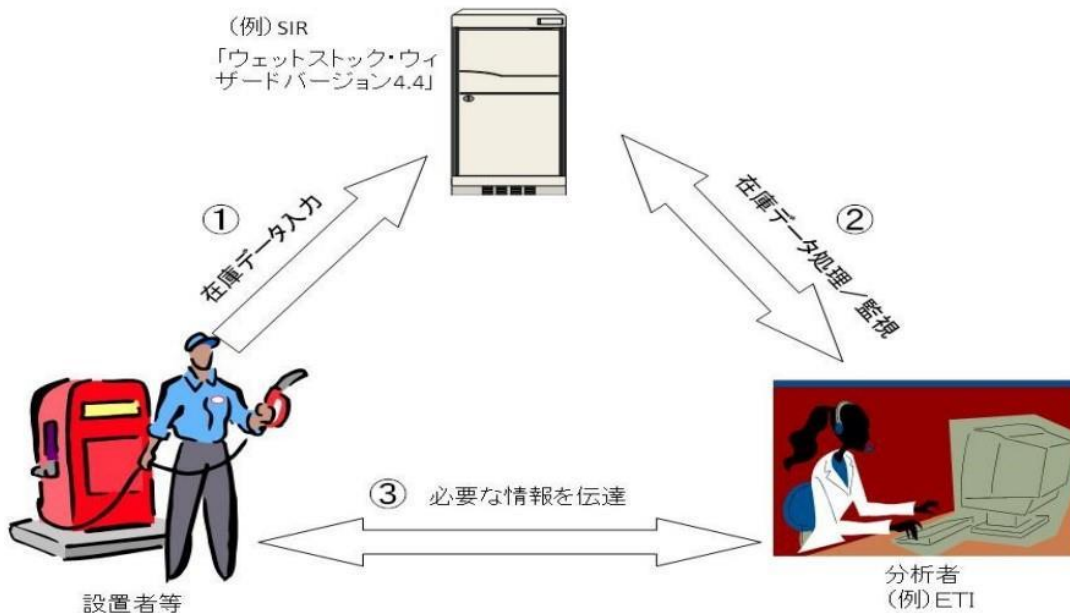 （例）SIR
「ウェットストック・ウィ
ザードバージョン4.4」
①
在庫データ入力
②
在庫データ処理／監視
③ 必要な情報を伝達
設置者等
分析者
（例）ETI